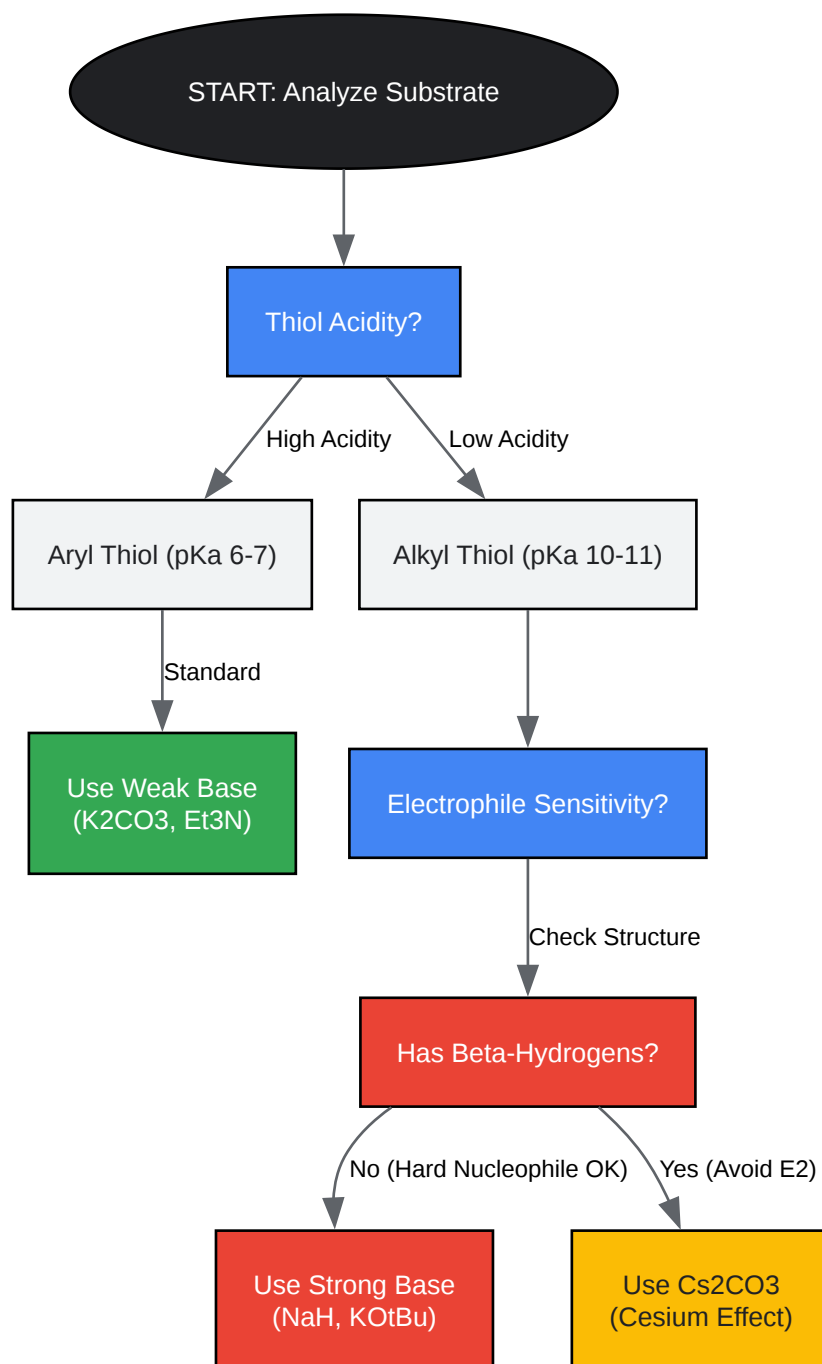 START: Analyze Substrate
Thiol Acidity?
High Acidity
Low Acidity
Aryl Thiol (pKa 6-7)
Alkyl Thiol (pKa 10-11)
Standard
Use Weak Base
(K2CO3, Et3N)
Electrophile Sensitivity?
Check Structure
Has Beta-Hydrogens?
No (Hard Nucleophile OK)
Yes (Avoid E2)
Use Strong Base
(NaH, KOtBu)
Use Cs2CO3
(Cesium Effect)